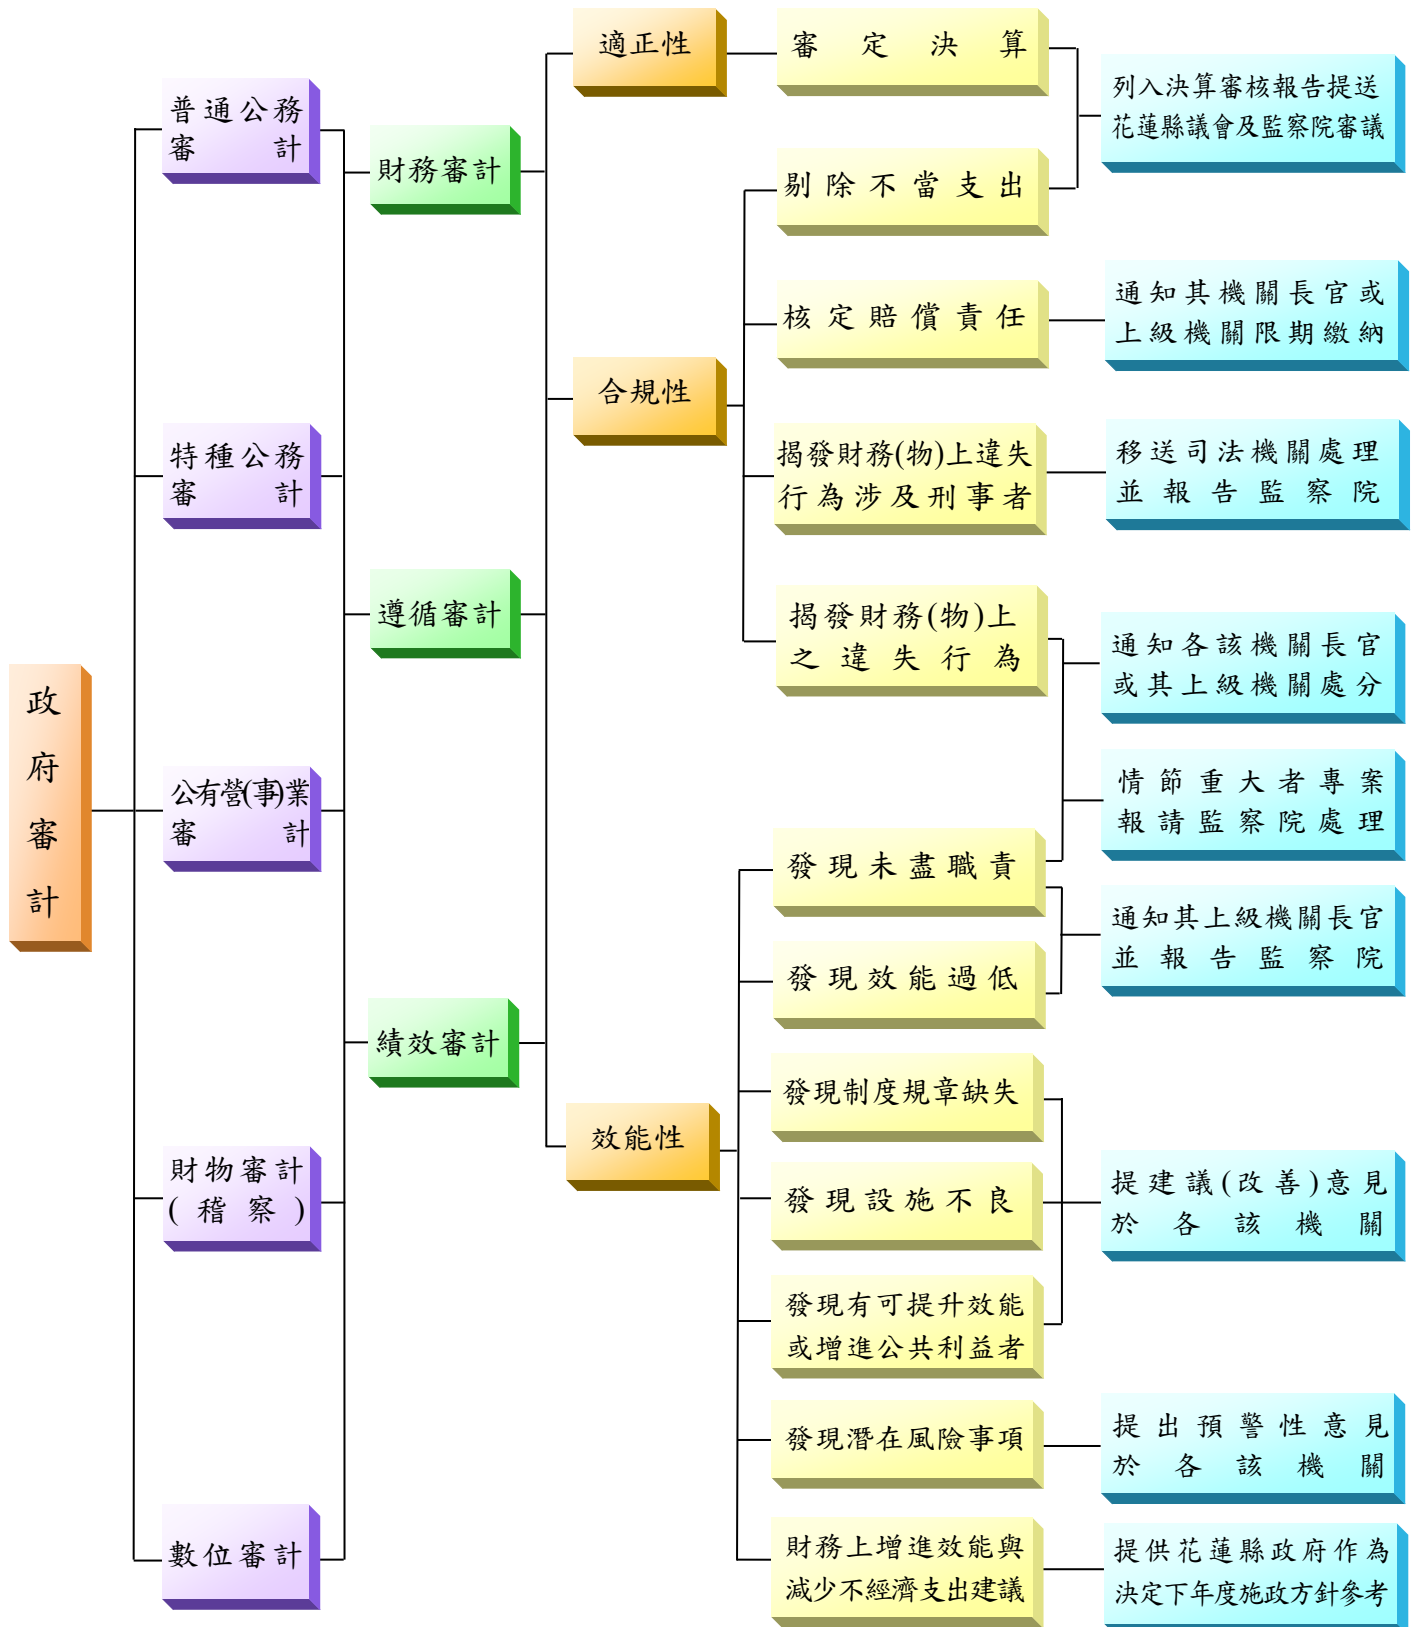 政府審計
普通公務
審計
特種公務
審計
公有營(事)業
審計
財物審計
(稽察)
數位審計
財務審計
遵循審計
績效審計
適正性
合規性
效能性
審定決算
剔除不當支出
核定賠償責任
揭發財務(物)上違失
行為涉及刑事者
揭發財務(物)上
之違失行為
發現未盡職責
發現效能過低
發現制度規章缺失
發現設施不良
發現有可提升效能
或增進公共利益者
發現潛在風險事項
財務上增進效能與
減少不經濟支出建議
列入決算審核報告提送
花蓮縣議會及監察院審議
通知其機關長官或
上級機關限期繳納
移送司法機關處理
並報告監察院
通知各該機關長官
或其上級機關處分
情節重大者專案
報請監察院處理
通知其上級機關長官
並報告監察院
提建議(改善)意見
於各該機關
提出預警性意見
於各該機關
提供花蓮縣政府作為
決定下年度施政方針參考